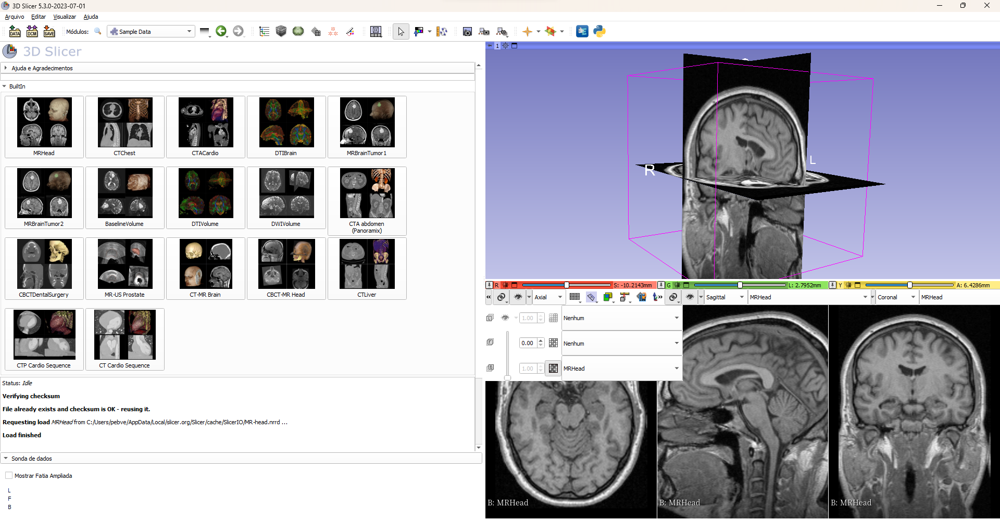 3D Slicer 5.3.0-2023-07-01
Arquivo Editar Visualizar Ajuda
DATA DCM SAVE Módulos: Sample Data
3D Slicer
Ajuda e Agradecimentos
BuiltIn
MRHead CTChest CTACardio DTIBrain MRBrainTumor1
MRBrainTumor2 BaselineVolume DTIVolume DWIVolume CTA abdomen
(Panoramix)
CBCTDentalSurgery MR-US Prostate CT-MR Brain CBCT-MR Head CTLiver
CTP Cardio Sequence CT Cardio Sequence
Status: Idle
Verifying checksum
File already exists and checksum is OK - reusing it.
Requesting load MRHead from C:/Users/pebve/AppData/Local/slicer.org/Slicer/cache/SlicerIO/MR-head.nrrd ...
Load finished
Sonda de dados
Mostrar Fatia Ampliada
L
F
B
1
R L
R S: -10.2143mm G L: 2.7952mm Y A: 6.4286mm
Axial Sagittal MRHead Coronal MRHead
L 1.00 Nenhum
F 0.00 Nenhum
B 1.00 MRHead
B: MRHead B: MRHead B: MRHead